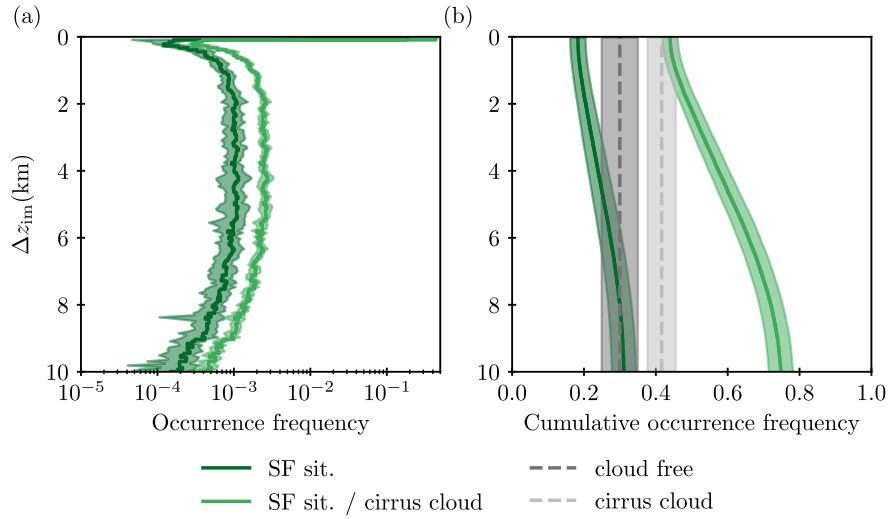 (a)
(b)
0
2
4
6
8
10
Δz_im(km)
10^−5
10^−4
10^−3
10^−2
10^−1
Occurrence frequency
0
2
4
6
8
10
0.0
0.2
0.4
0.6
0.8
1.0
Cumulative occurrence frequency
SF sit.
SF sit. / cirrus cloud
cloud free
cirrus cloud